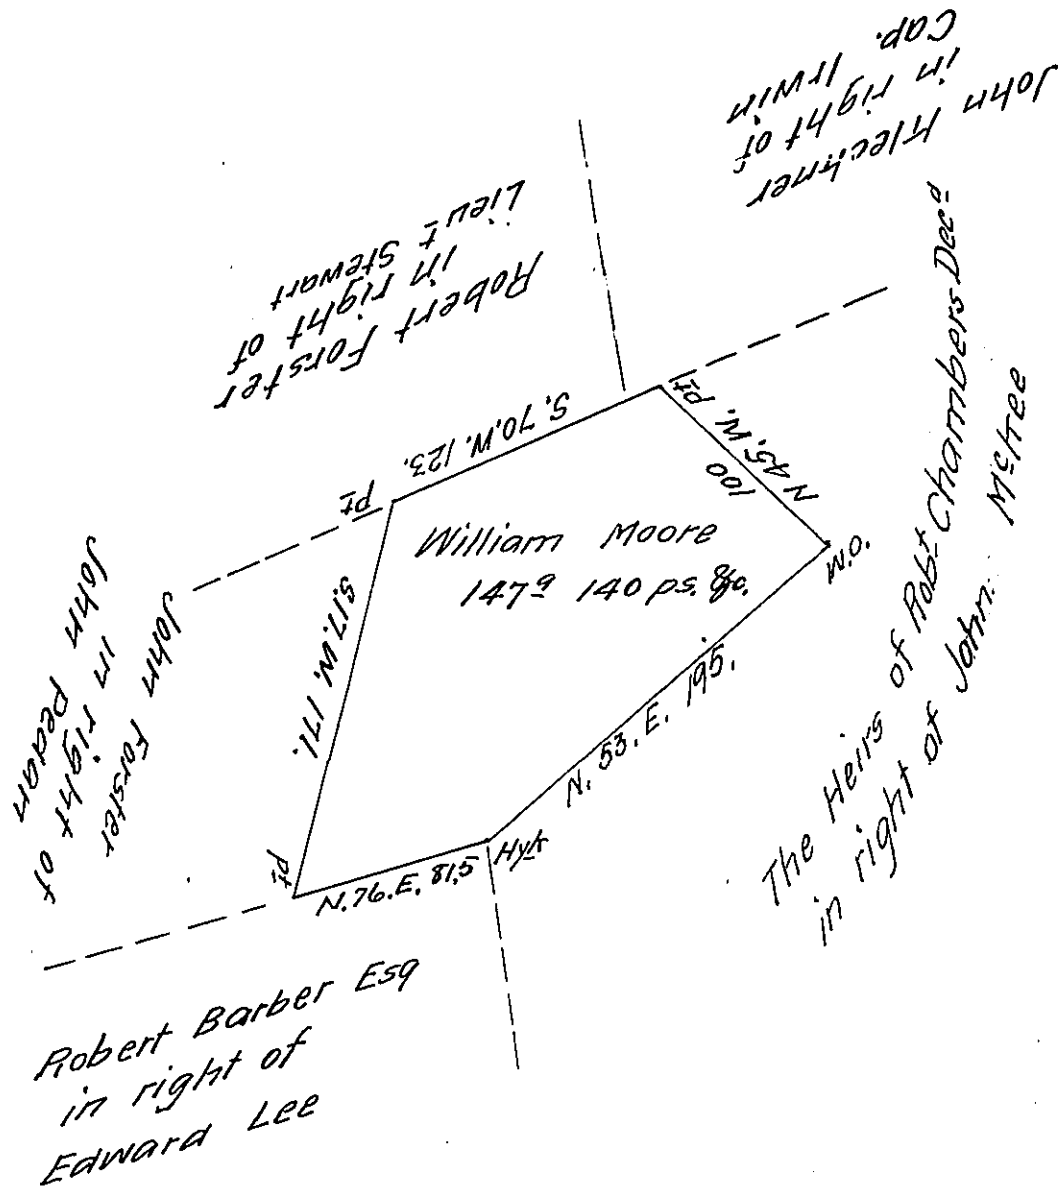 John Klechner
in right of
Cap. Irwin
Robert Forster
in right of
Lieut Stewart
S. 70. W. 123.
pt
N 45. W.
100
pt
William Moore
147a 140 ps. &c.
W.O.
S. 17. W. 171.
N. 53. E. 195.
pt
N. 76. E. 81,5
Hyk
John Forster
in right of
John Pedan
The Heirs of Robt Chambers Decd
in right of John McKee
Robert Barber Esq
in right of
Edward Lee